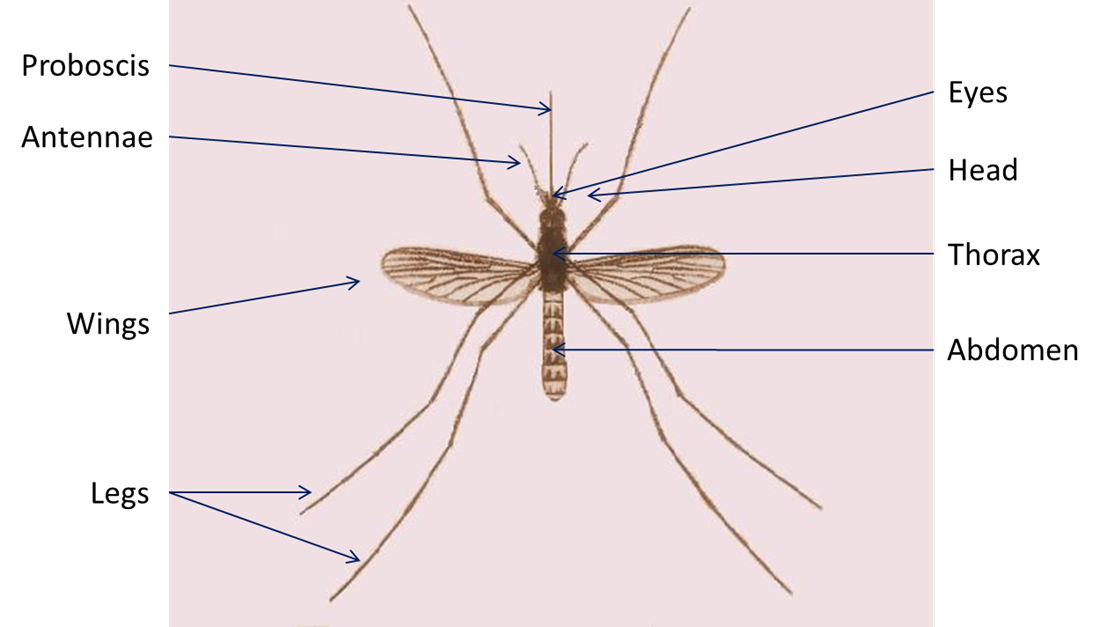 Proboscis
Antennae
Wings
Legs
Eyes
Head
Thorax
Abdomen